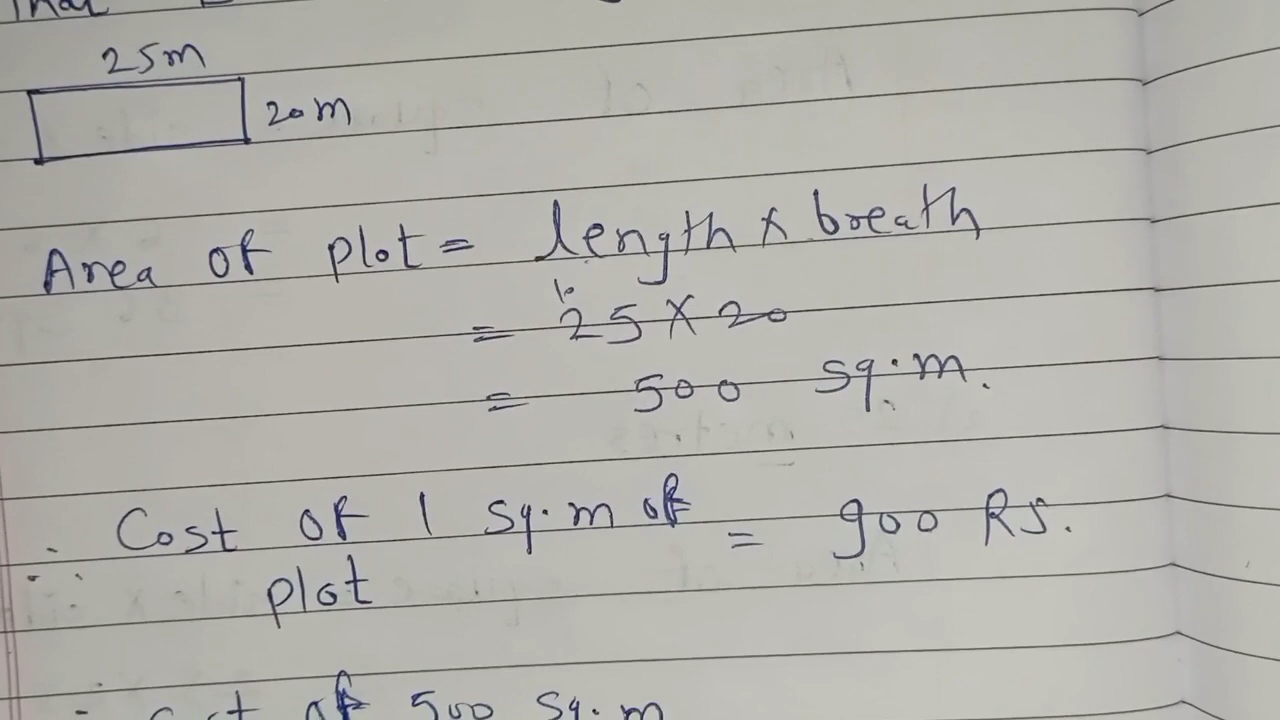 25m
20m
Area of plot = length × breath
= 25 × 20
= 500 sq.m.
∴ Cost of 1 sq.m of plot = 900 Rs.
of 500 sq.m